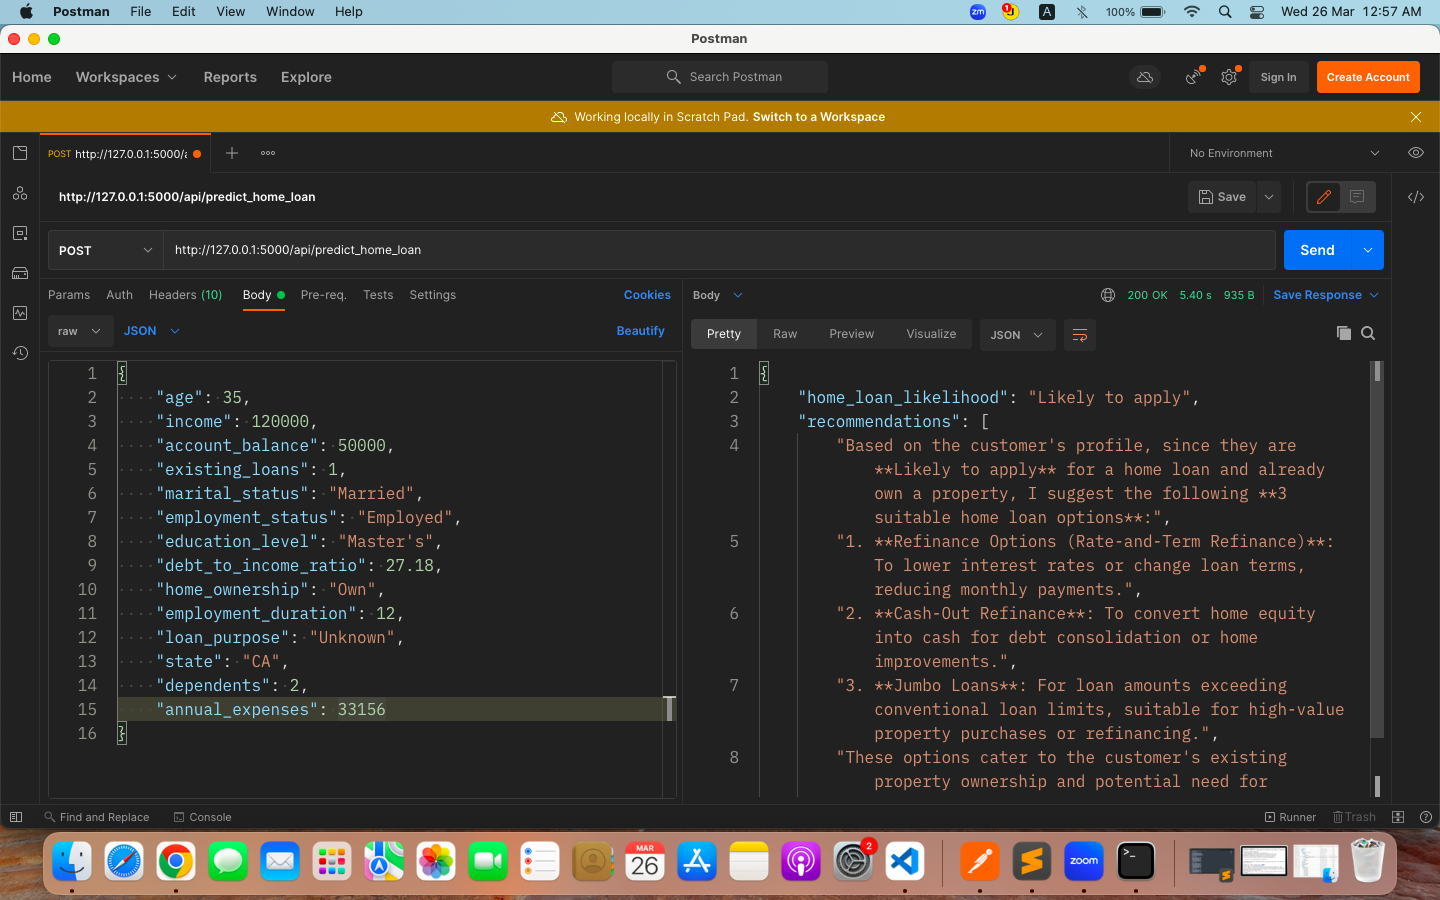 Postman File Edit View Window Help
zm 1 J A 100% Wed 26 Mar 12:57 AM
Postman
Home Workspaces Reports Explore
Search Postman
Sign In Create Account
Working locally in Scratch Pad. Switch to a Workspace
POST http://127.0.0.1:5000/a
No Environment
http://127.0.0.1:5000/api/predict_home_loan
Save
POST http://127.0.0.1:5000/api/predict_home_loan
Send
Params Auth Headers (10) Body Pre-req. Tests Settings Cookies
raw JSON Beautify
1 {
2 "age": 35,
3 "income": 120000,
4 "account_balance": 50000,
5 "existing_loans": 1,
6 "marital_status": "Married",
7 "employment_status": "Employed",
8 "education_level": "Master's",
9 "debt_to_income_ratio": 27.18,
10 "home_ownership": "Own",
11 "employment_duration": 12,
12 "loan_purpose": "Unknown",
13 "state": "CA",
14 "dependents": 2,
15 "annual_expenses": 33156
16 }
Body 200 OK 5.40 s 935 B Save Response
Pretty Raw Preview Visualize JSON
1 {
2 "home_loan_likelihood": "Likely to apply",
3 "recommendations": [
4 "Based on the customer's profile, since they are
**Likely to apply** for a home loan and already
own a property, I suggest the following **3
suitable home loan options**:",
5 "1. **Refinance Options (Rate-and-Term Refinance)**:
To lower interest rates or change loan terms,
reducing monthly payments.",
6 "2. **Cash-Out Refinance**: To convert home equity
into cash for debt consolidation or home
improvements.",
7 "3. **Jumbo Loans**: For loan amounts exceeding
conventional loan limits, suitable for high-value
property purchases or refinancing.",
8 "These options cater to the customer's existing
property ownership and potential need for
Find and Replace Console
Runner Trash
MAR
26
2
zoom
>_